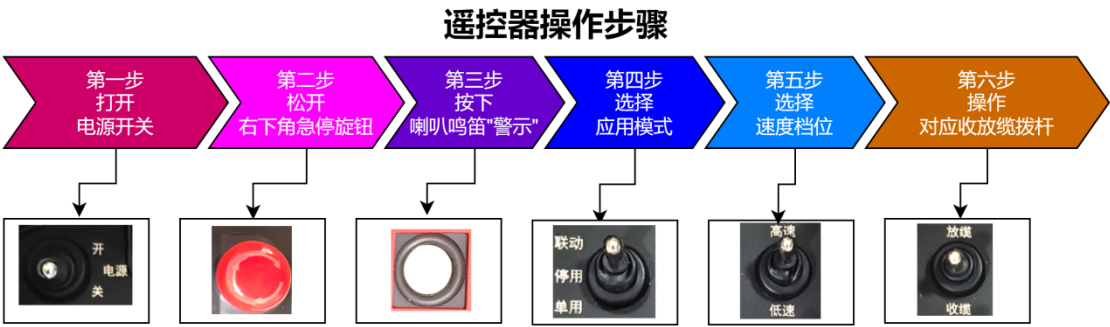 遥控器操作步骤
第一步
打开
电源开关
第二步
松开
右下角急停旋钮
第三步
按下
喇叭鸣笛"警示"
第四步
选择
应用模式
第五步
选择
速度档位
第六步
操作
对应收放缆拨杆
开
电源
关
联动
停用
单用
高速
低速
放缆
收缆